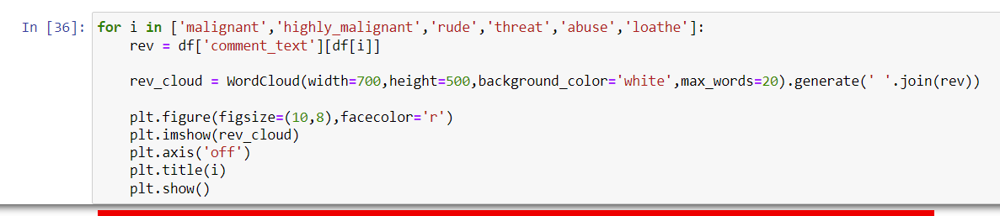 In [36]: for i in ['malignant','highly_malignant','rude','threat','abuse','loathe']:
    rev = df['comment_text'][df[i]]
    rev_cloud = WordCloud(width=700,height=500,background_color='white',max_words=20).generate(' '.join(rev))
    plt.figure(figsize=(10,8),facecolor='r')
    plt.imshow(rev_cloud)
    plt.axis('off')
    plt.title(i)
    plt.show()